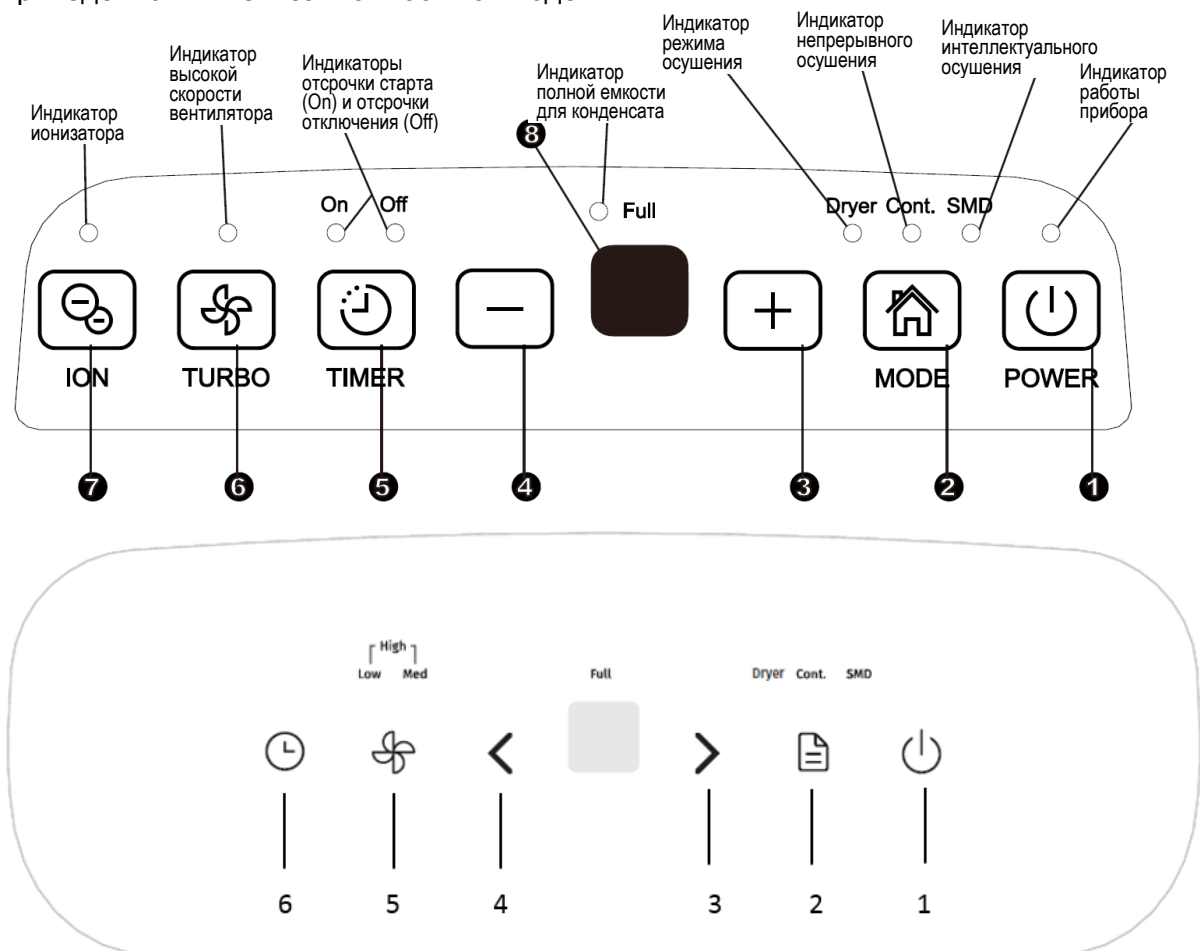 Индикатор
ионизатора
Индикатор
высокой
скорости
вентилятора
Индикаторы
отсрочки старта
(On) и отсрочки
отключения (Off)
Индикатор
полной емкости
для конденсата
Индикатор
режима
осушения
Индикатор
непрерывного
осушения
Индикатор
интеллектуального
осушения
Индикатор
работы
прибора
8
On Off
Full
Dryer Cont. SMD
ION TURBO TIMER MODE POWER
7 6 5 4 3 2 1
High
Low Med
Full
Dryer Cont. SMD
6 5 4 3 2 1